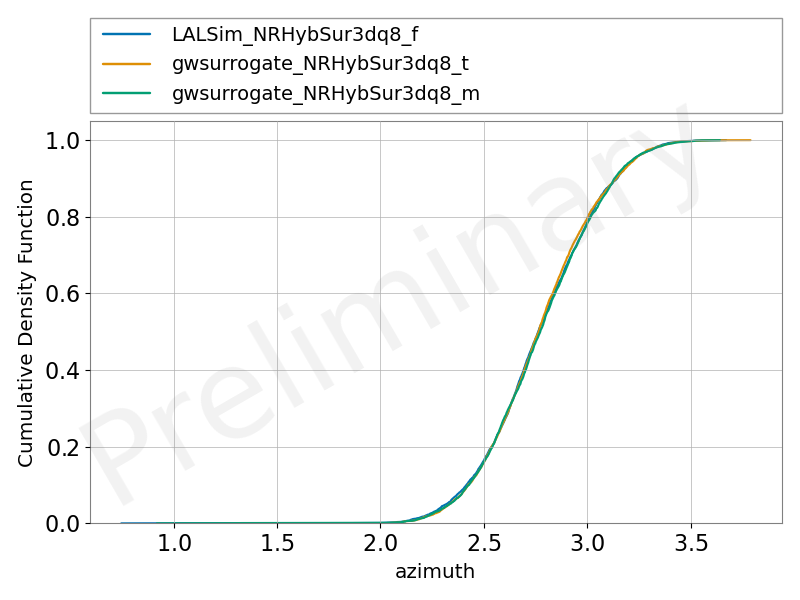 LALSim_NRHybSur3dq8_f
gwsurrogate_NRHybSur3dq8_t
gwsurrogate_NRHybSur3dq8_m
Preliminary
Cumulative Density Function
1.0
0.8
0.6
0.4
0.2
0.0
1.0 1.5 2.0 2.5 3.0 3.5
azimuth